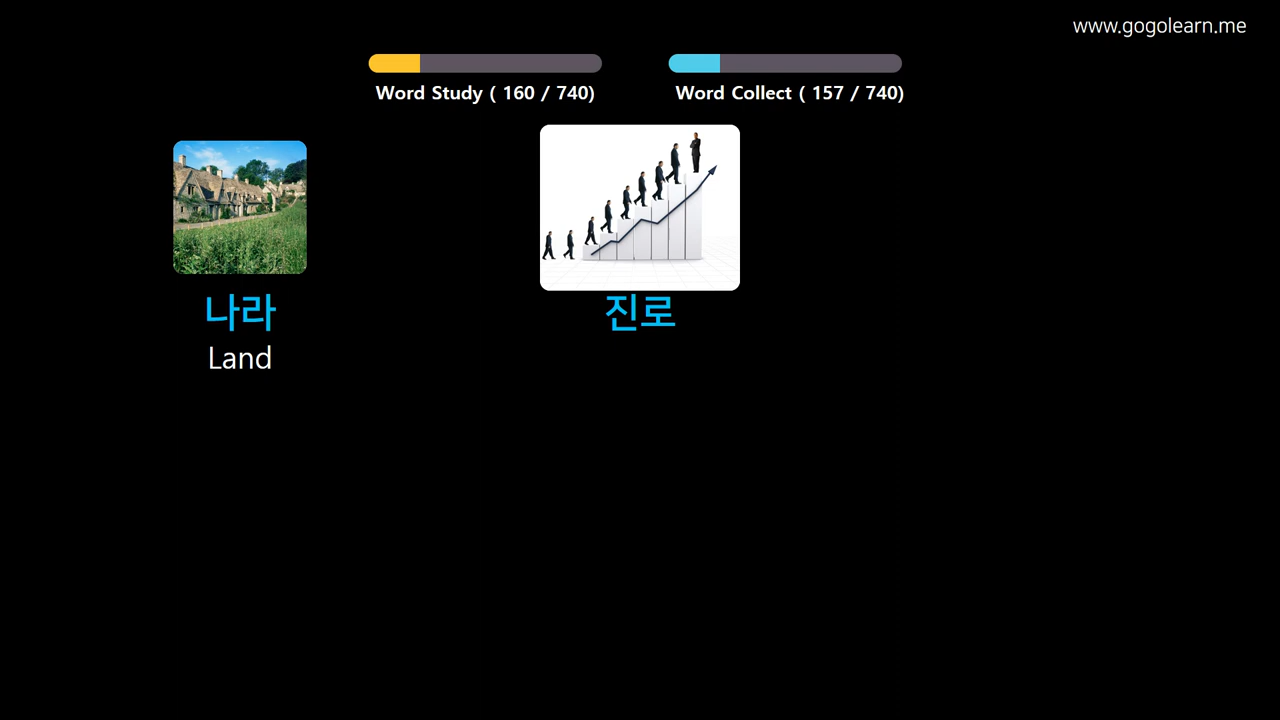 www.gogolearn.me
Word Study ( 160 / 740)
Word Collect ( 157 / 740)
나라
Land
진로